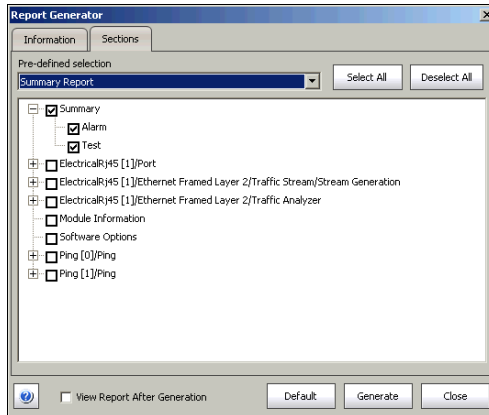 Report Generator
Information
Sections
Pre-defined selection
Summary Report
Select All
Deselect All
Summary
Alarm
Test
ElectricalRj45 [1]/Port
ElectricalRj45 [1]/Ethernet Framed Layer 2/Traffic Stream/Stream Generation
ElectricalRj45 [1]/Ethernet Framed Layer 2/Traffic Analyzer
Module Information
Software Options
Ping [0]/Ping
Ping [1]/Ping
View Report After Generation
Default
Generate
Close